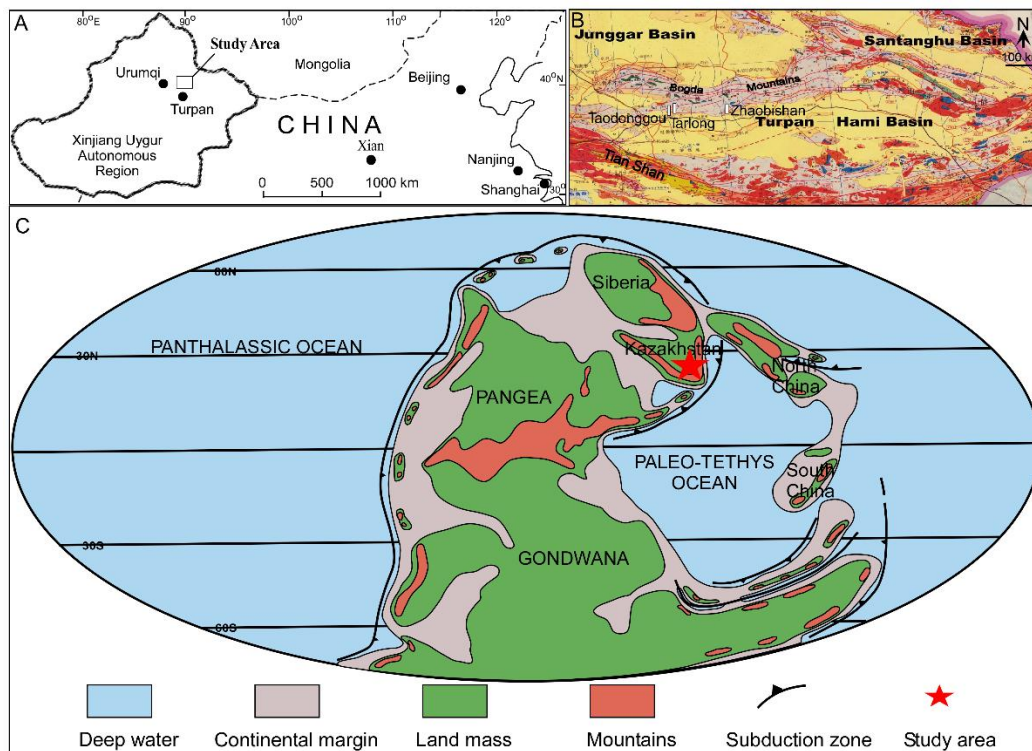 A
80°E
90°
100°
110°
120°
Study Area
Mongolia
Urumqi
Turpan
Beijing
40°N
CHINA
Xian
Xinjiang Uygur
Autonomous
Region
Nanjing
Shanghai
30°
0 500 1000 km
B
Junggar Basin
Santanghu Basin
N
100 km
Bogda
Mountains
Taodonggou
Tarlong
Zhaobishan
Turpan
Hami Basin
Tian Shan
C
60N
Siberia
PANTHALASSIC OCEAN
30N
Kazakhstan
North
China
PANGEA
PALEO-TETHYS
OCEAN
South
China
30S
GONDWANA
60S
Deep water
Continental margin
Land mass
Mountains
Subduction zone
Study area